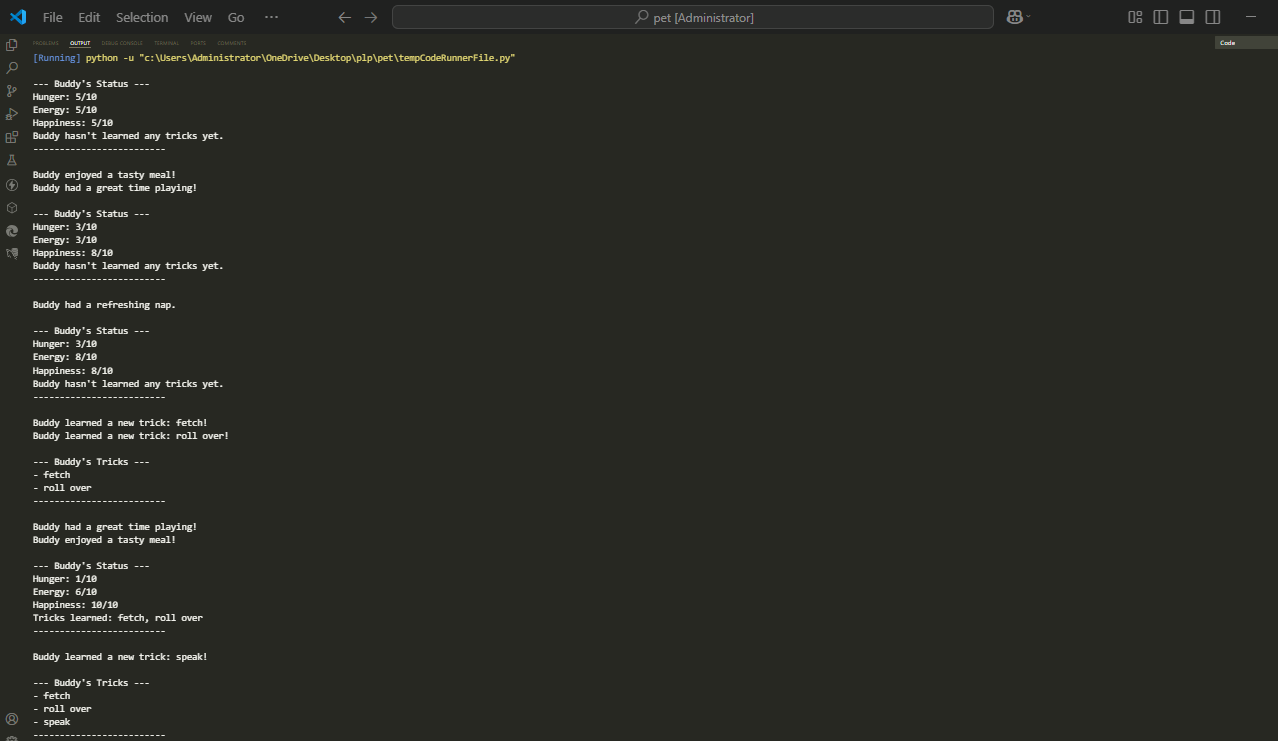 File Edit Selection View Go ···
pet [Administrator]
PROBLEMS OUTPUT DEBUG CONSOLE TERMINAL PORTS COMMENTS
Code
[Running] python -u "c:\Users\Administrator\OneDrive\Desktop\plp\pet\tempCodeRunnerFile.py"
--- Buddy's Status ---
Hunger: 5/10
Energy: 5/10
Happiness: 5/10
Buddy hasn't learned any tricks yet.
-------------------------
Buddy enjoyed a tasty meal!
Buddy had a great time playing!
--- Buddy's Status ---
Hunger: 3/10
Energy: 3/10
Happiness: 8/10
Buddy hasn't learned any tricks yet.
-------------------------
Buddy had a refreshing nap.
--- Buddy's Status ---
Hunger: 3/10
Energy: 8/10
Happiness: 8/10
Buddy hasn't learned any tricks yet.
-------------------------
Buddy learned a new trick: fetch!
Buddy learned a new trick: roll over!
--- Buddy's Tricks ---
- fetch
- roll over
-------------------------
Buddy had a great time playing!
Buddy enjoyed a tasty meal!
--- Buddy's Status ---
Hunger: 1/10
Energy: 6/10
Happiness: 10/10
Tricks learned: fetch, roll over
-------------------------
Buddy learned a new trick: speak!
--- Buddy's Tricks ---
- fetch
- roll over
- speak
-------------------------